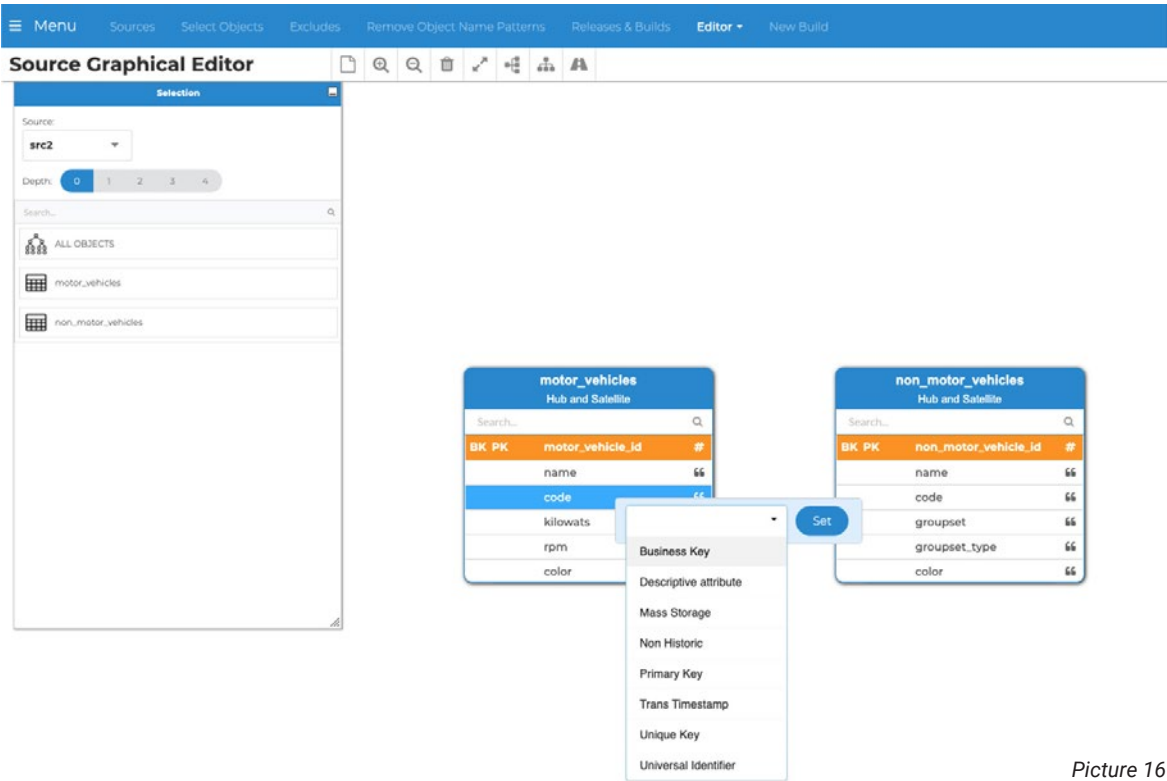 Menu Sources Select Objects Excludes Remove Object Name Patterns Releases & Builds Editor New Build
Source Graphical Editor
Selection
Source:
src2
Depth: 0 1 2 3 4
Search...
ALL OBJECTS
motor_vehicles
non_motor_vehicles
motor_vehicles
Hub and Satellite
Search...
BK PK motor_vehicle_id #
name
code
kilowats
rpm
color
non_motor_vehicles
Hub and Satellite
Search...
BK PK non_motor_vehicle_id #
name
code
groupset
groupset_type
color
Set
Business Key
Descriptive attribute
Mass Storage
Non Historic
Primary Key
Trans Timestamp
Unique Key
Universal Identifier
Picture 16